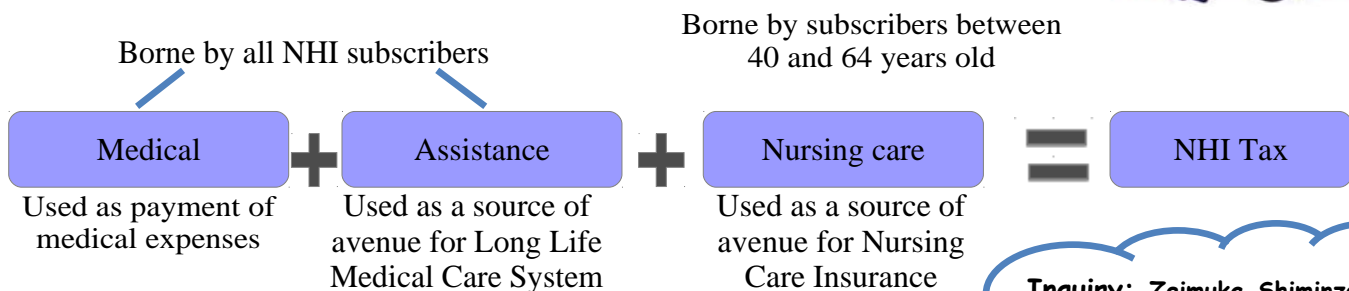 Borne by all NHI subscribers
Borne by subscribers between
40 and 64 years old
Medical
Assistance
Nursing care
NHI Tax
Used as payment of
medical expenses
Used as a source of
avenue for Long Life
Medical Care System
Used as a source of
avenue for Nursing
Care Insurance
Inquiry: Zeimuka